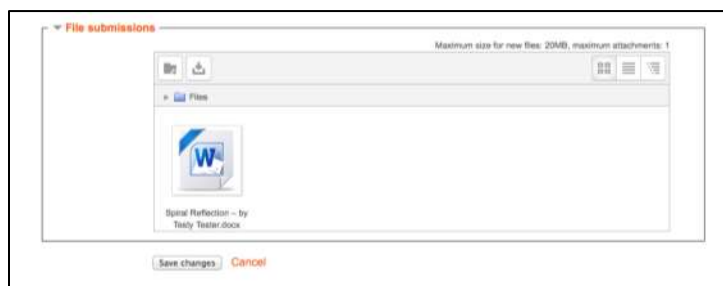 File submissions
Maximum size for new files: 20MB, maximum attachments: 1
Files
W
Spiral Reflection – by
Testy Tester.docx
Save changes Cancel